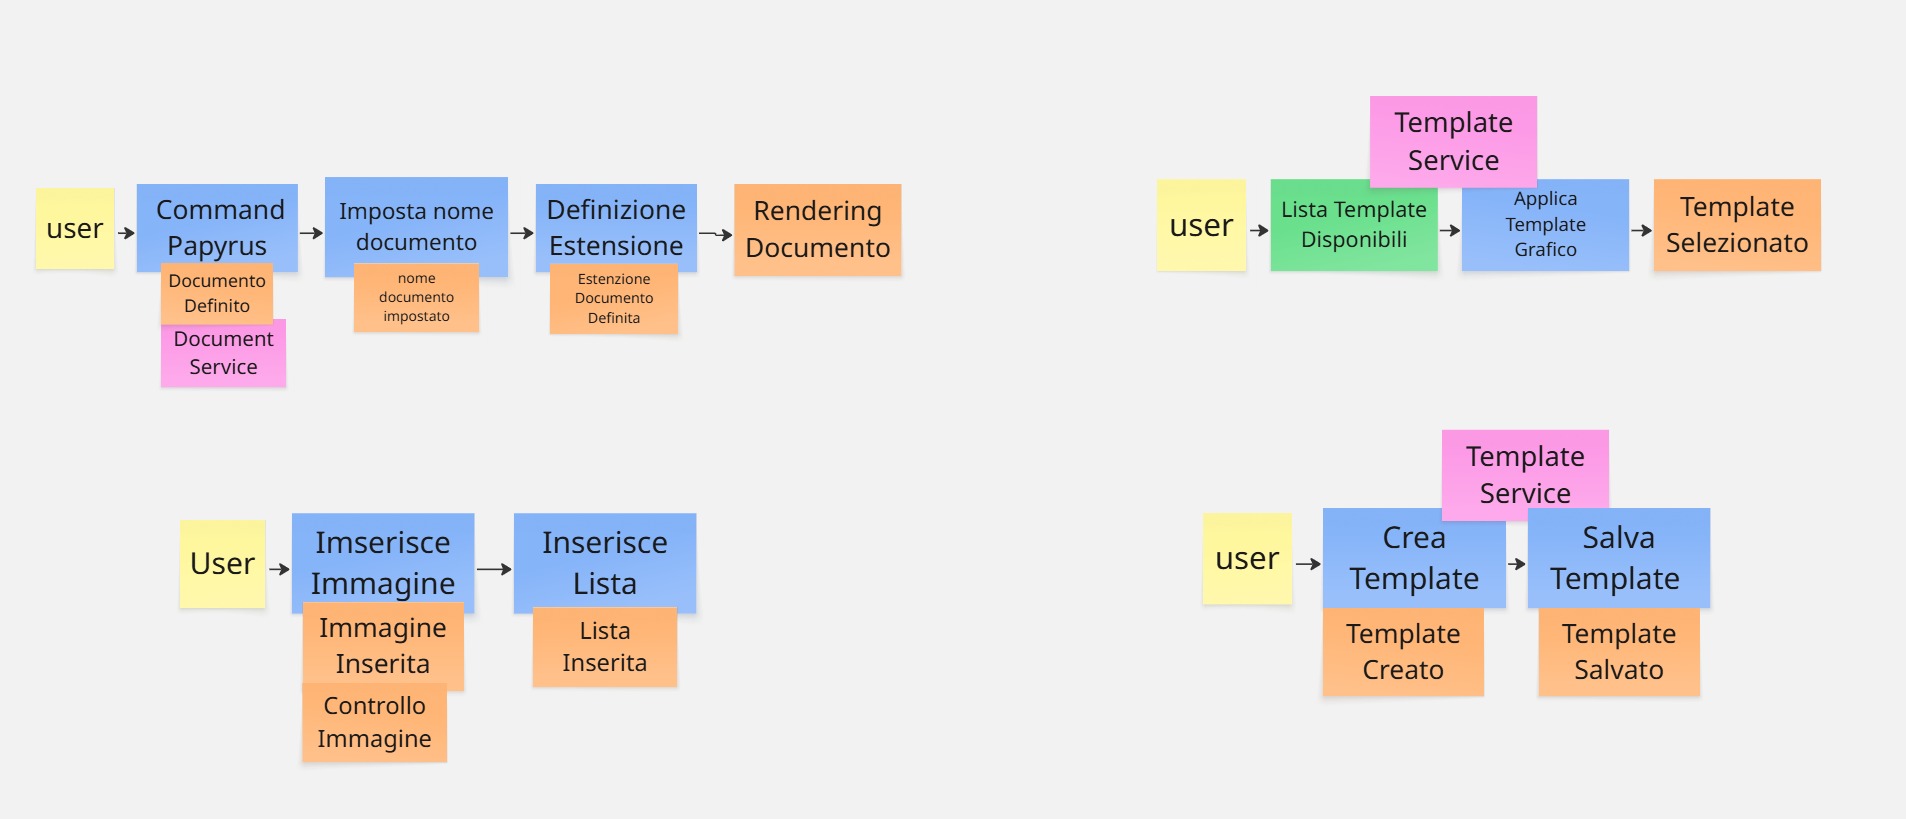 user
Command
Papyrus
Documento
Definito
Document
Service
Imposta nome
documento
nome
documento
impostato
Definizione
Estensione
Estenzione
Documento
Definita
Rendering
Documento
Template
Service
user
Lista Template
Disponibili
Applica
Template
Grafico
Template
Selezionato
User
Imserisce
Immagine
Immagine
Inserita
Controllo
Immagine
Inserisce
Lista
Lista
Inserita
Template
Service
user
Crea
Template
Template
Creato
Salva
Template
Template
Salvato